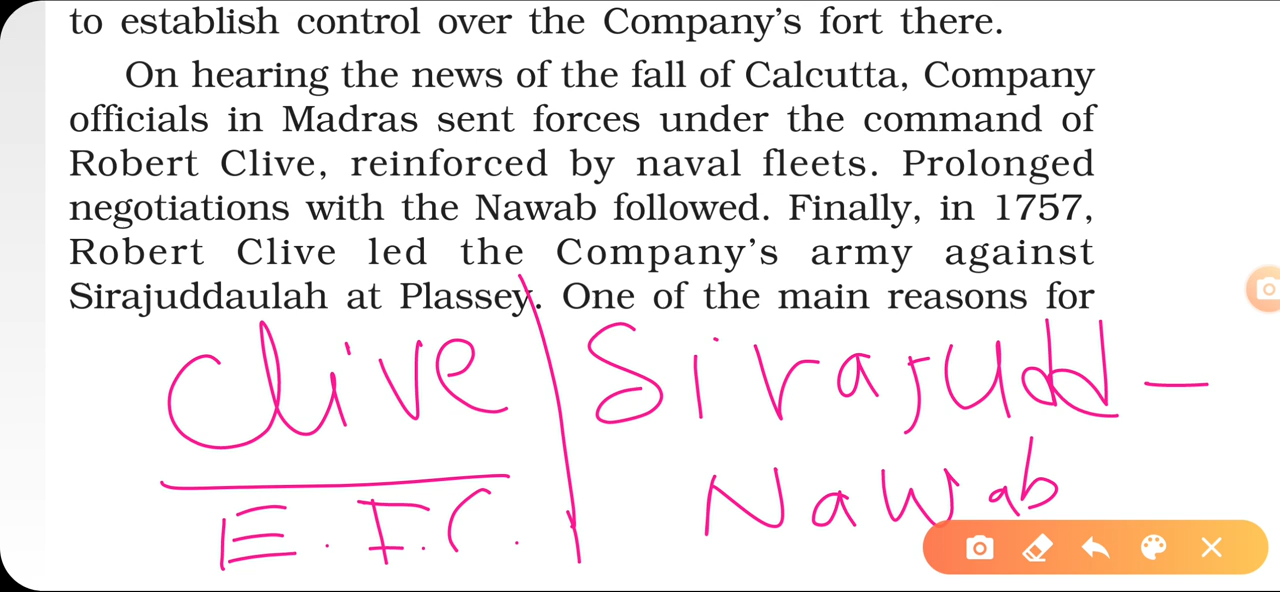 to establish control over the Company's fort there.
On hearing the news of the fall of Calcutta, Company
officials in Madras sent forces under the command of
Robert Clive, reinforced by naval fleets. Prolonged
negotiations with the Nawab followed. Finally, in 1757,
Robert Clive led the Company's army against
Sirajuddaulah at Plassey. One of the main reasons for
Clive Sirajudd-
E.I.C. Nawab